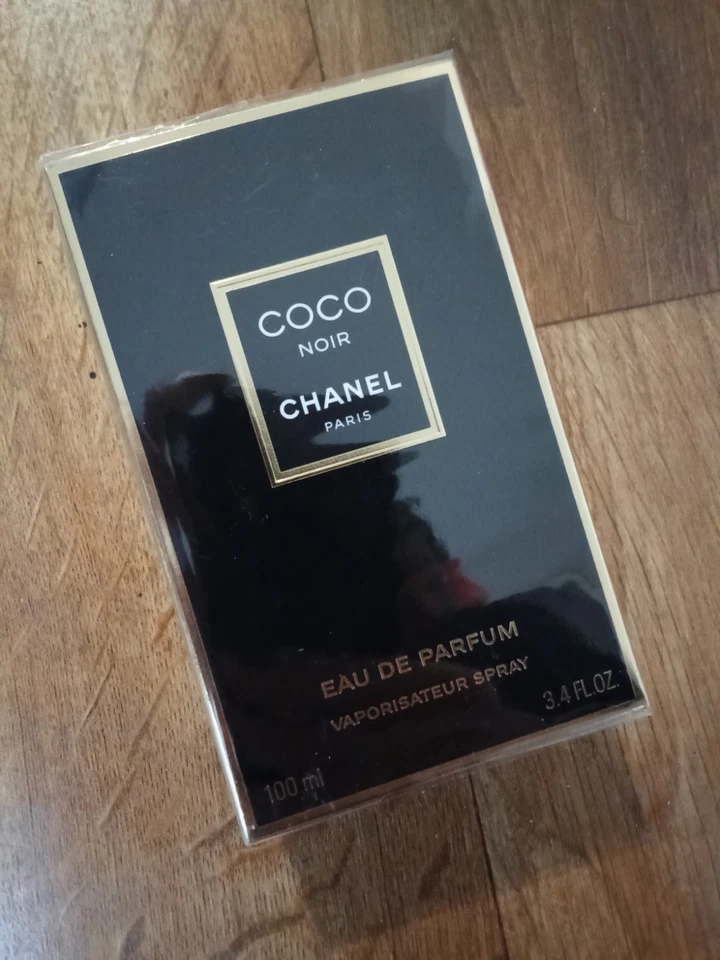 COCO
NOIR
CHANEL
PARIS
EAU DE PARFUM
VAPORISATEUR SPRAY
100 ml
3.4 FL.OZ.